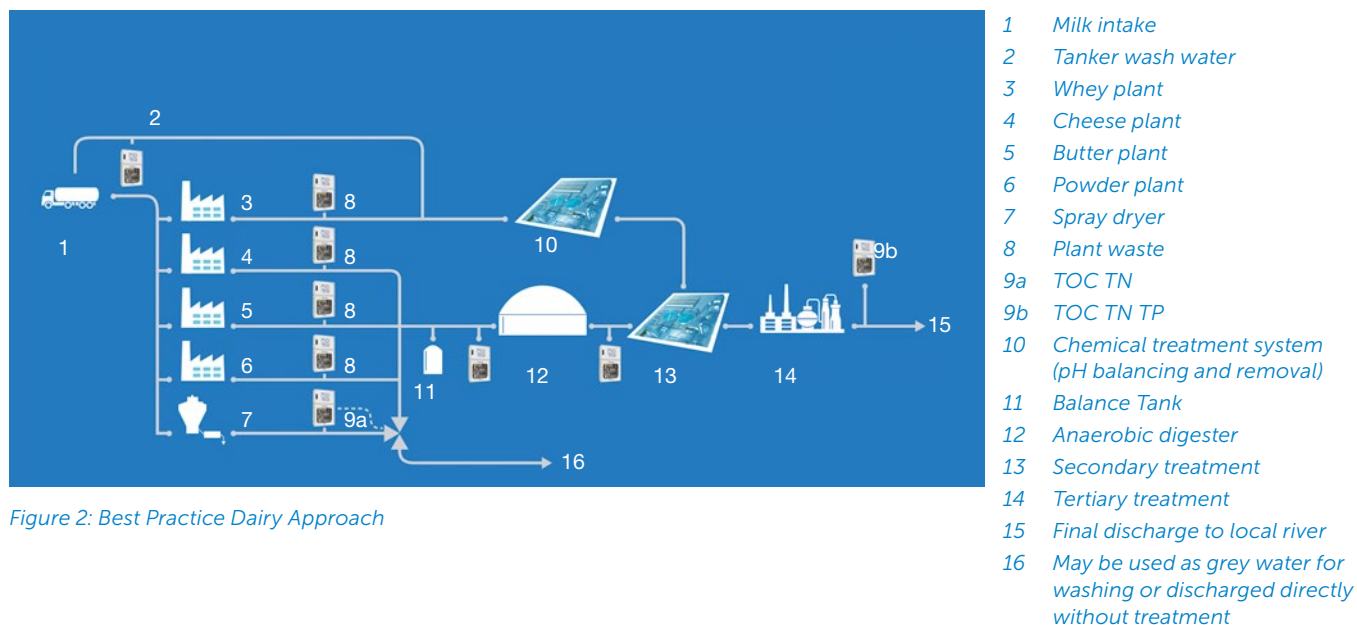 2
3
8
1
10
4
8
9b
5
8
15
6
8
11
12
13
14
7
9a
16
Figure 2: Best Practice Dairy Approach
1 Milk intake
2 Tanker wash water
3 Whey plant
4 Cheese plant
5 Butter plant
6 Powder plant
7 Spray dryer
8 Plant waste
9a TOC TN
9b TOC TN TP
10 Chemical treatment system
(pH balancing and removal)
11 Balance Tank
12 Anaerobic digester
13 Secondary treatment
14 Tertiary treatment
15 Final discharge to local river
16 May be used as grey water for
washing or discharged directly
without treatment